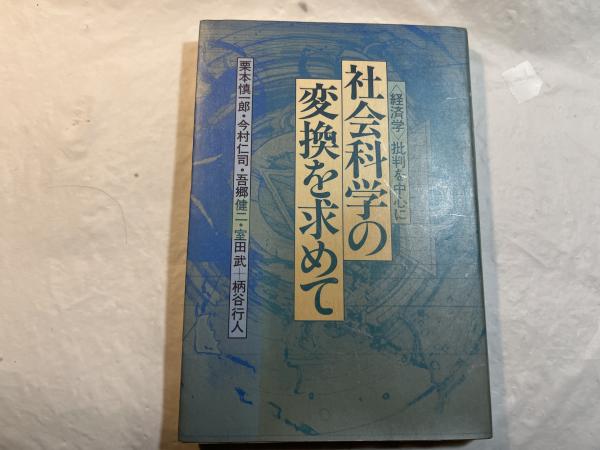 〈経済学〉批判を中心に
社会科学の
変換を求めて
栗本慎一郎・今村仁司・吾郷健二・室田武＋柄谷行人